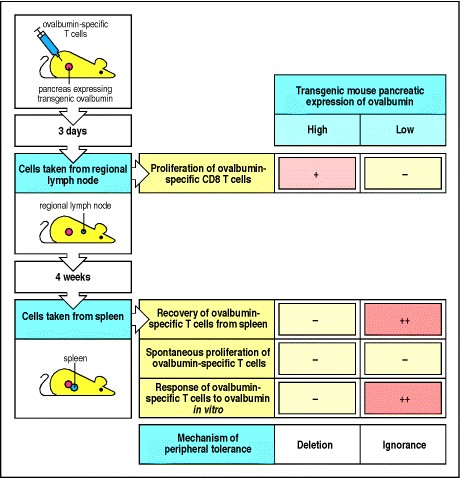 ovalbumin-specific
T cells
pancreas expressing
transgenic ovalbumin
3 days
Transgenic mouse pancreatic
expression of ovalbumin
High
Low
Cells taken from regional
lymph node
Proliferation of ovalbumin-
specific CD8 T cells
+
–
regional lymph node
4 weeks
Cells taken from spleen
Recovery of ovalbumin-
specific T cells from spleen
–
++
spleen
Spontaneous proliferation of
ovalbumin-specific T cells
–
–
Response of ovalbumin-
specific T cells to ovalbumin
in vitro
–
++
Mechanism of
peripheral tolerance
Deletion
Ignorance